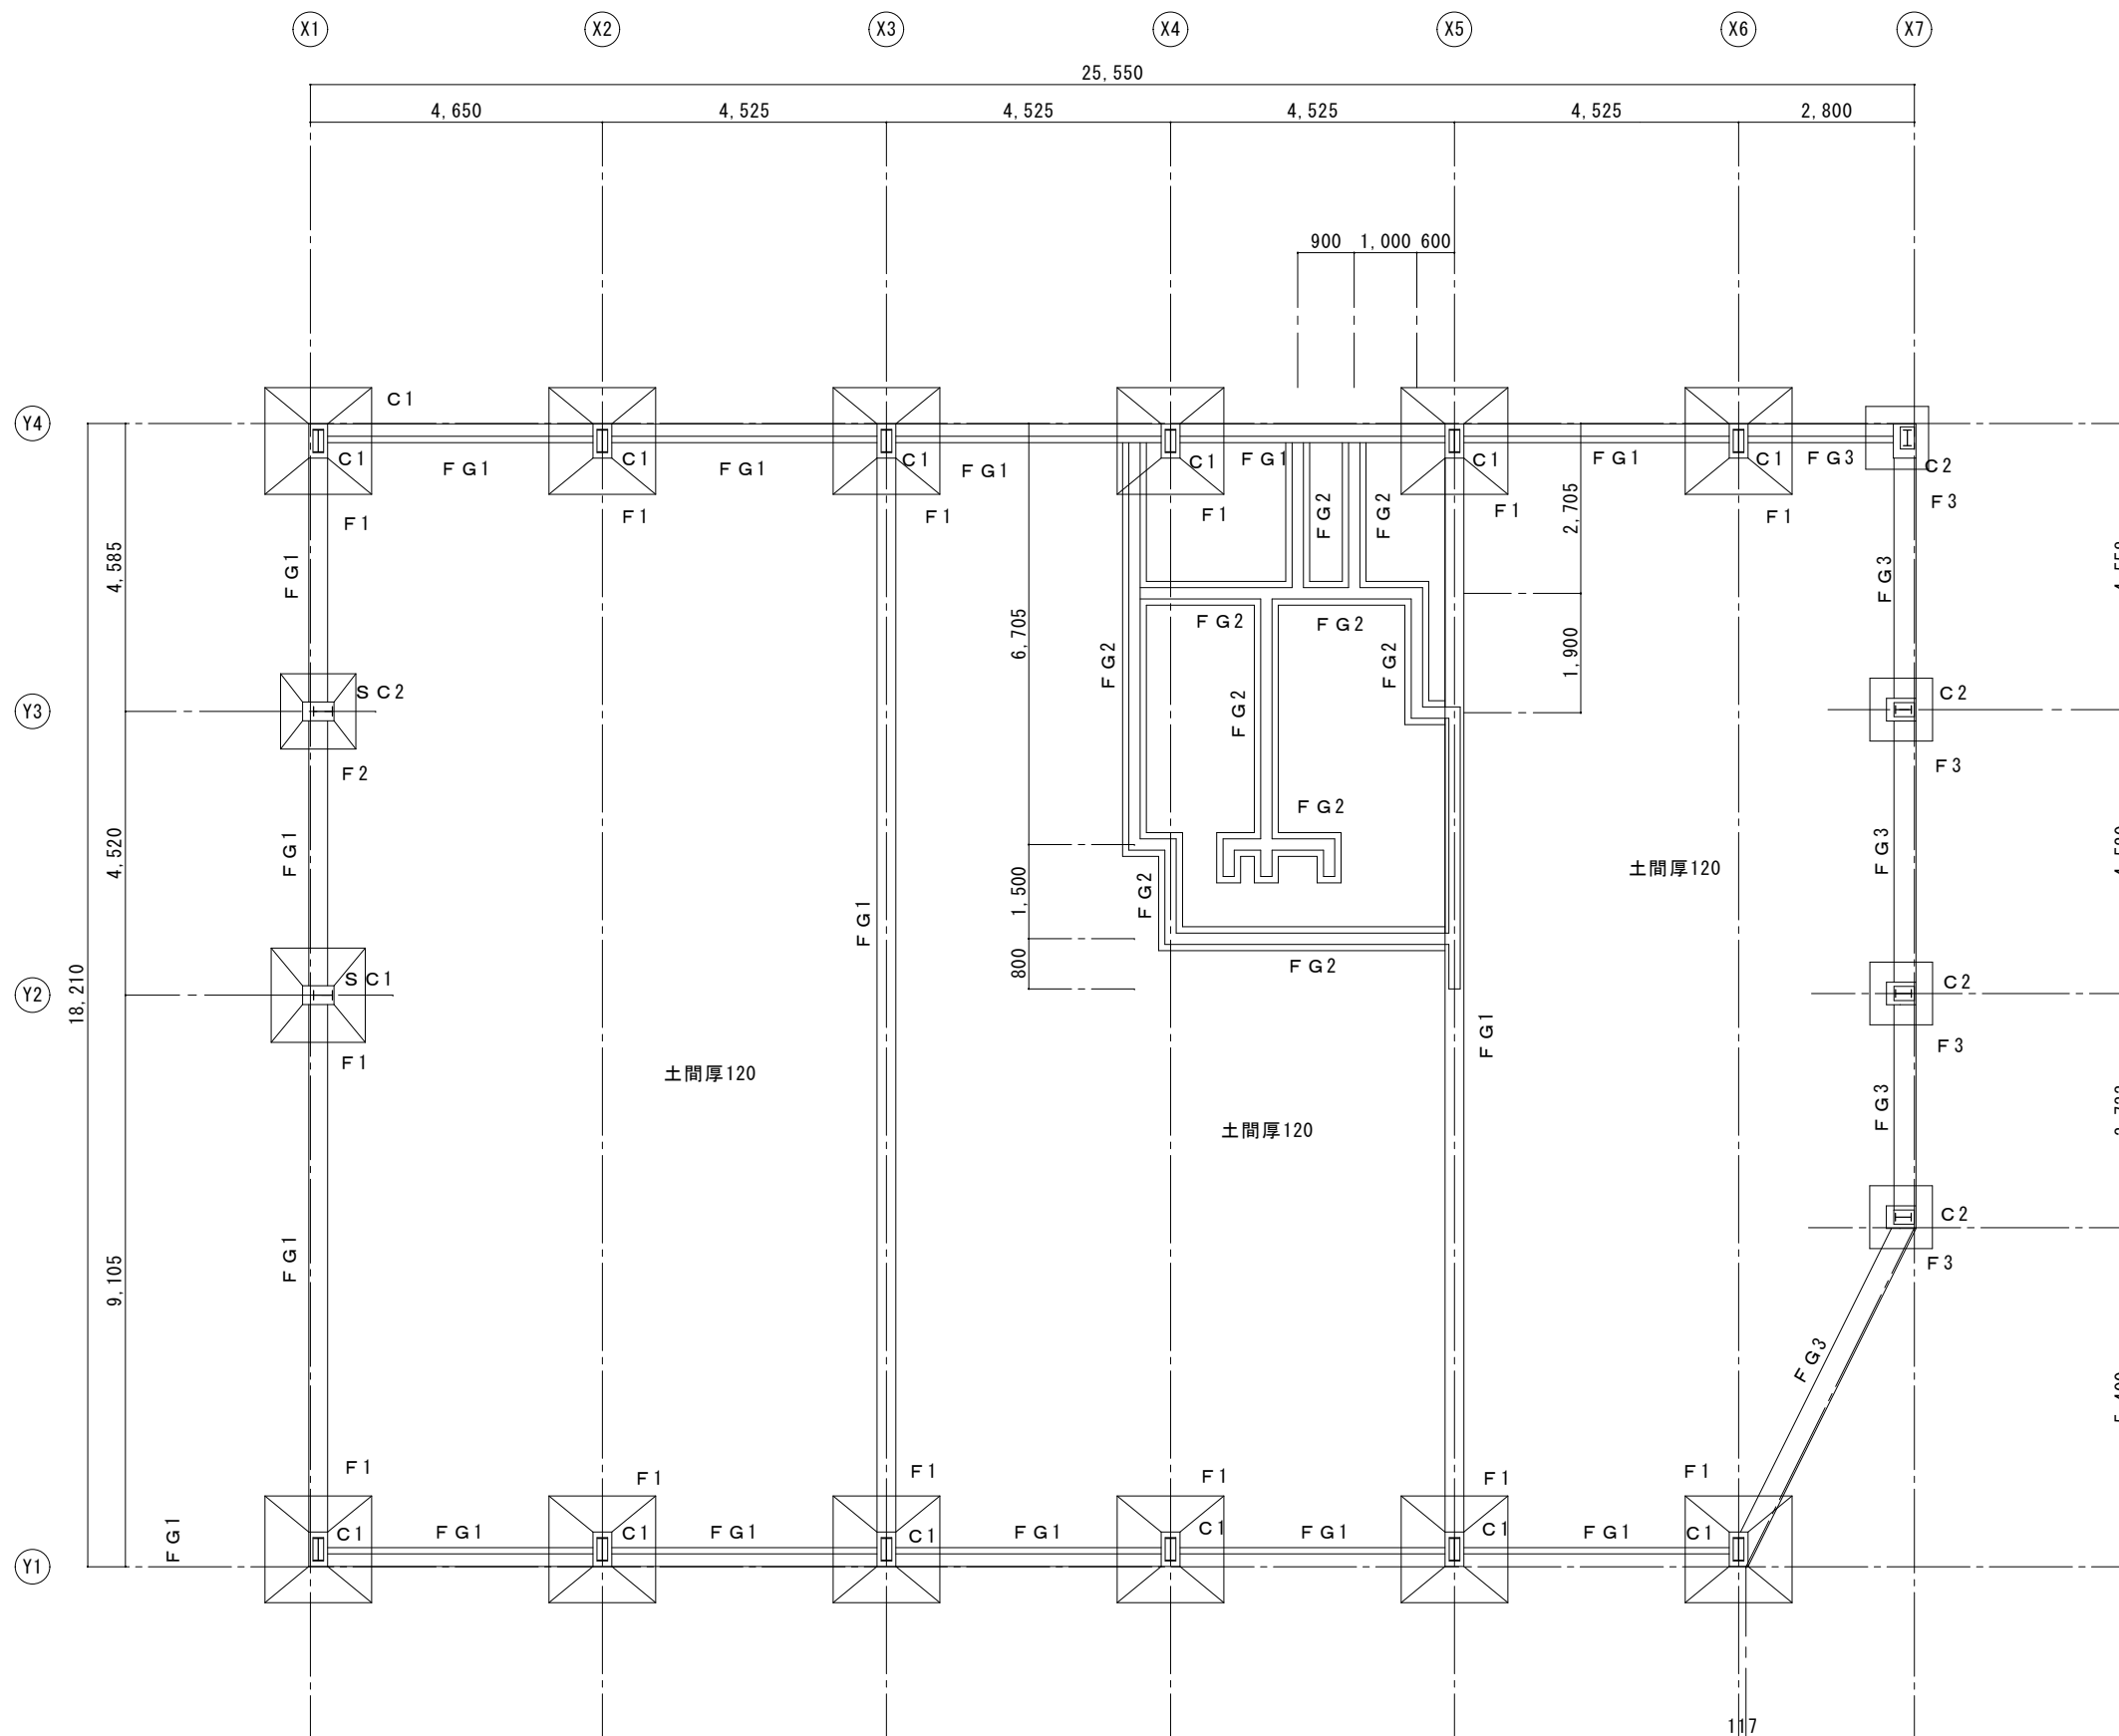 X1 X2 X3 X4 X5 X6 X7
25,550
4,650 4,525 4,525 4,525 4,525 2,800
900 1,000 600
C1
Y4
C1 FG1 C1 FG1 C1 FG1 C1 FG1 C1 FG1 C1 FG3 C2
F1 F1 F1 F1 F1 F1 F3
FG2 FG2
2,705
4,585
FG1
FG3
6,705
FG2 FG2
1,900
FG2
FG2
FG2
Y3
SC2
C2
F2
F3
FG2
4,520
FG1
土間厚120
FG3
1,500
FG2
FG1
800
FG2
18,210
Y2
SC1
C2
F1
F3
FG1
土間厚120
土間厚120
FG3
C2
F3
9,105
FG1
FG3
F1 F1 F1 F1 F1 F1
FG1
C1 FG1 C1 FG1 C1 FG1 C1 FG1 C1 FG1 C1
Y1
117